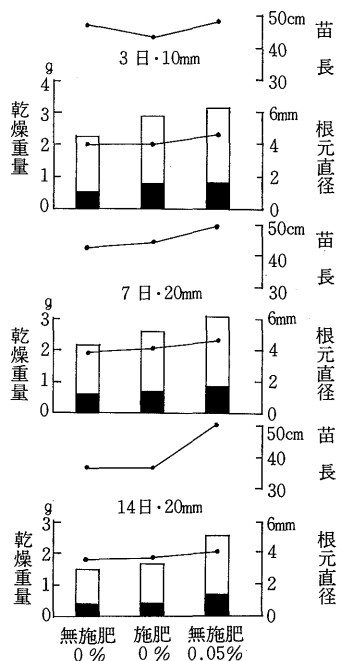 50cm 苗
40
30 長
3日・10mm
g
4
3
2
1
0
乾燥重量
6mm
4
2
0
根元直径
50cm 苗
40
30 長
7日・20mm
g
3
2
1
0
乾燥重量
6mm
4
2
0
根元直径
50cm 苗
40
30 長
14日・20mm
g
3
2
1
0
乾燥重量
6mm
4
2
0
根元直径
無施肥 施肥 無施肥
0% 0% 0.05%